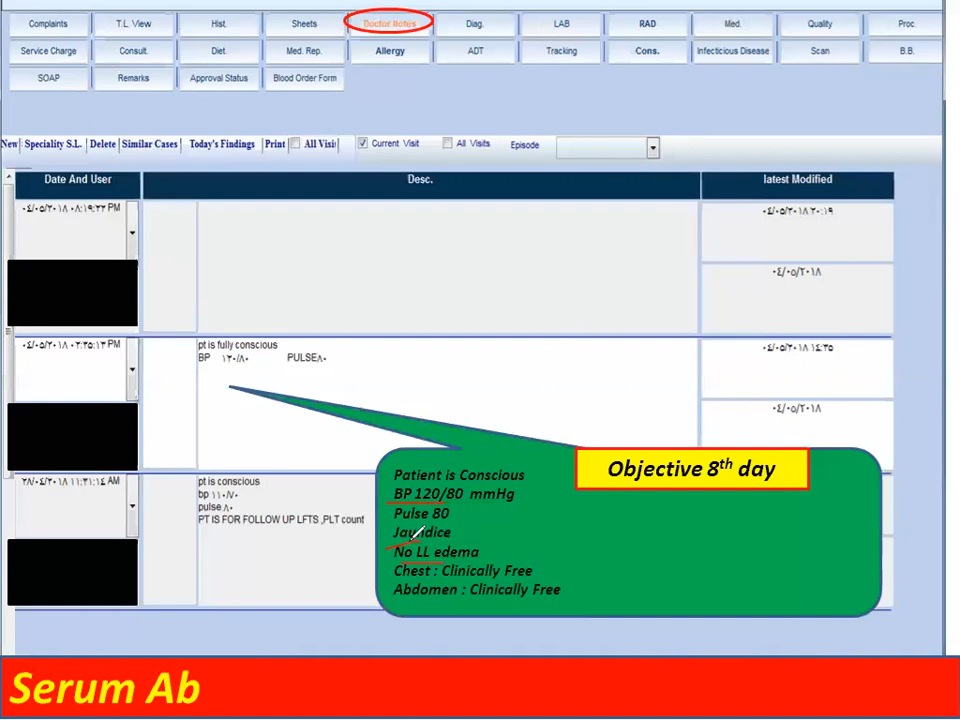 Complaints T.L. View Hist. Sheets Doctor Notes Diag. LAB RAD Med. Quality Proc.
Service Charge Consult. Diet. Med. Rep. Allergy ADT Tracking Cons. Infecticious Disease Scan B.B.
SOAP Remarks Approval Status Blood Order Form
New Speciality S.L. Delete Similar Cases Today's Findings Print All Visi Current Visit All Visits Episode
Date And User Desc. latest Modified
٠٤/٠٥/٢٠١٨ ٠٨:١٩:٢٢ PM
٠٤/٠٥/٢٠١٨ ٢٠:١٩
٠٤/٠٥/٢٠١٨
٠٤/٠٥/٢٠١٨ ٠٢:٣٥:١٣ PM
pt is fully conscious
BP ١٢٠/٨٠ PULSE٨٠
٠٤/٠٥/٢٠١٨ ١٤:٣٥
٠٤/٠٥/٢٠١٨
٢٨/٠٤/٢٠١٨ ١١:٣١:١٤ AM
pt is conscious
bp ١١٠/٧٠
pulse ٨٠
PT IS FOR FOLLOW UP LFTS ,PLT count
Objective 8th day
Patient is Conscious
BP 120/80 mmHg
Pulse 80
Jaundice
No LL edema
Chest : Clinically Free
Abdomen : Clinically Free
Serum Ab